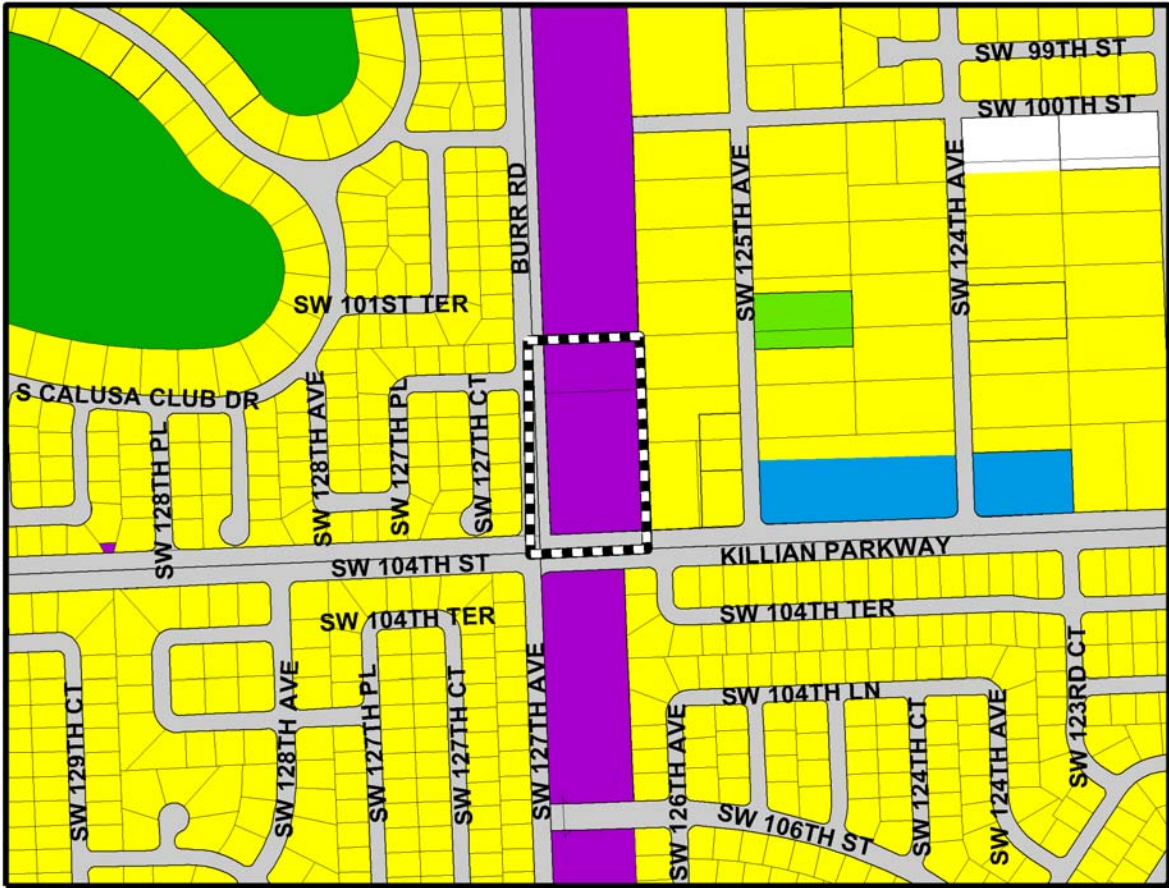 SW 99TH ST
SW 100TH ST
SW 125TH AVE
SW 124TH AVE
BURR RD
SW 101ST TER
S CALUSA CLUB DR
SW 128TH PL
SW 128TH AVE
SW 127TH PL
SW 127TH CT
SW 104TH ST
KILLIAN PARKWAY
SW 104TH TER
SW 104TH TER
SW 104TH LN
SW 129TH CT
SW 128TH AVE
SW 127TH PL
SW 127TH CT
SW 127TH AVE
SW 126TH AVE
SW 124TH CT
SW 124TH AVE
SW 123RD CT
SW 106TH ST